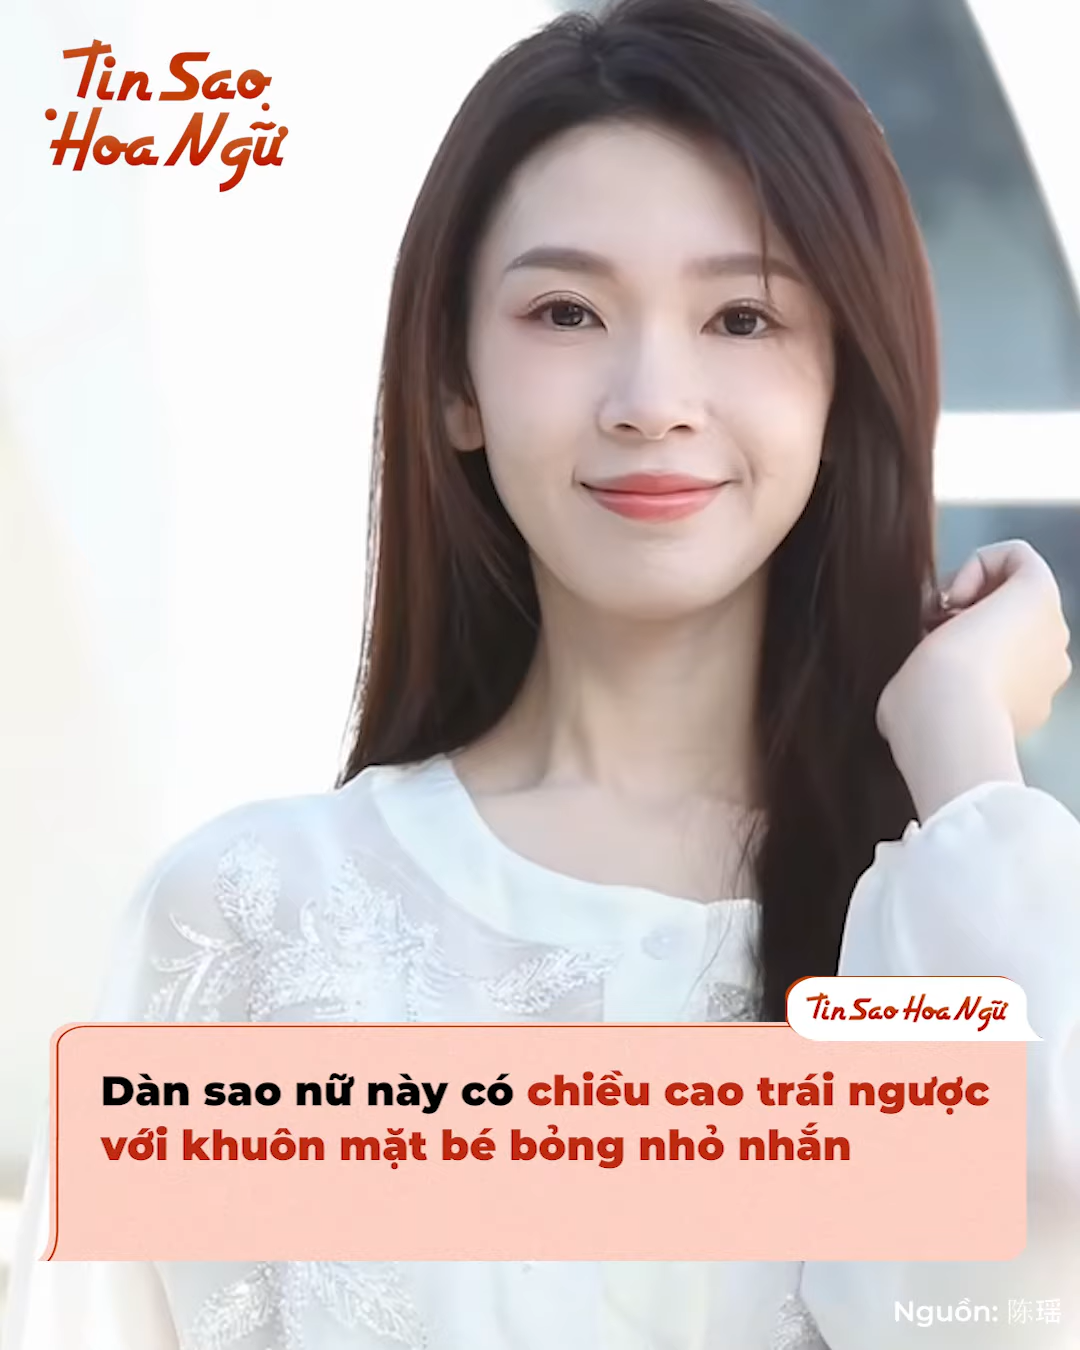 Tin Sao
Hoa Ngữ
Tin Sao Hoa Ngữ
Dàn sao nữ này có chiều cao trái ngược
với khuôn mặt bé bỏng nhỏ nhắn
Nguồn: 陈瑶